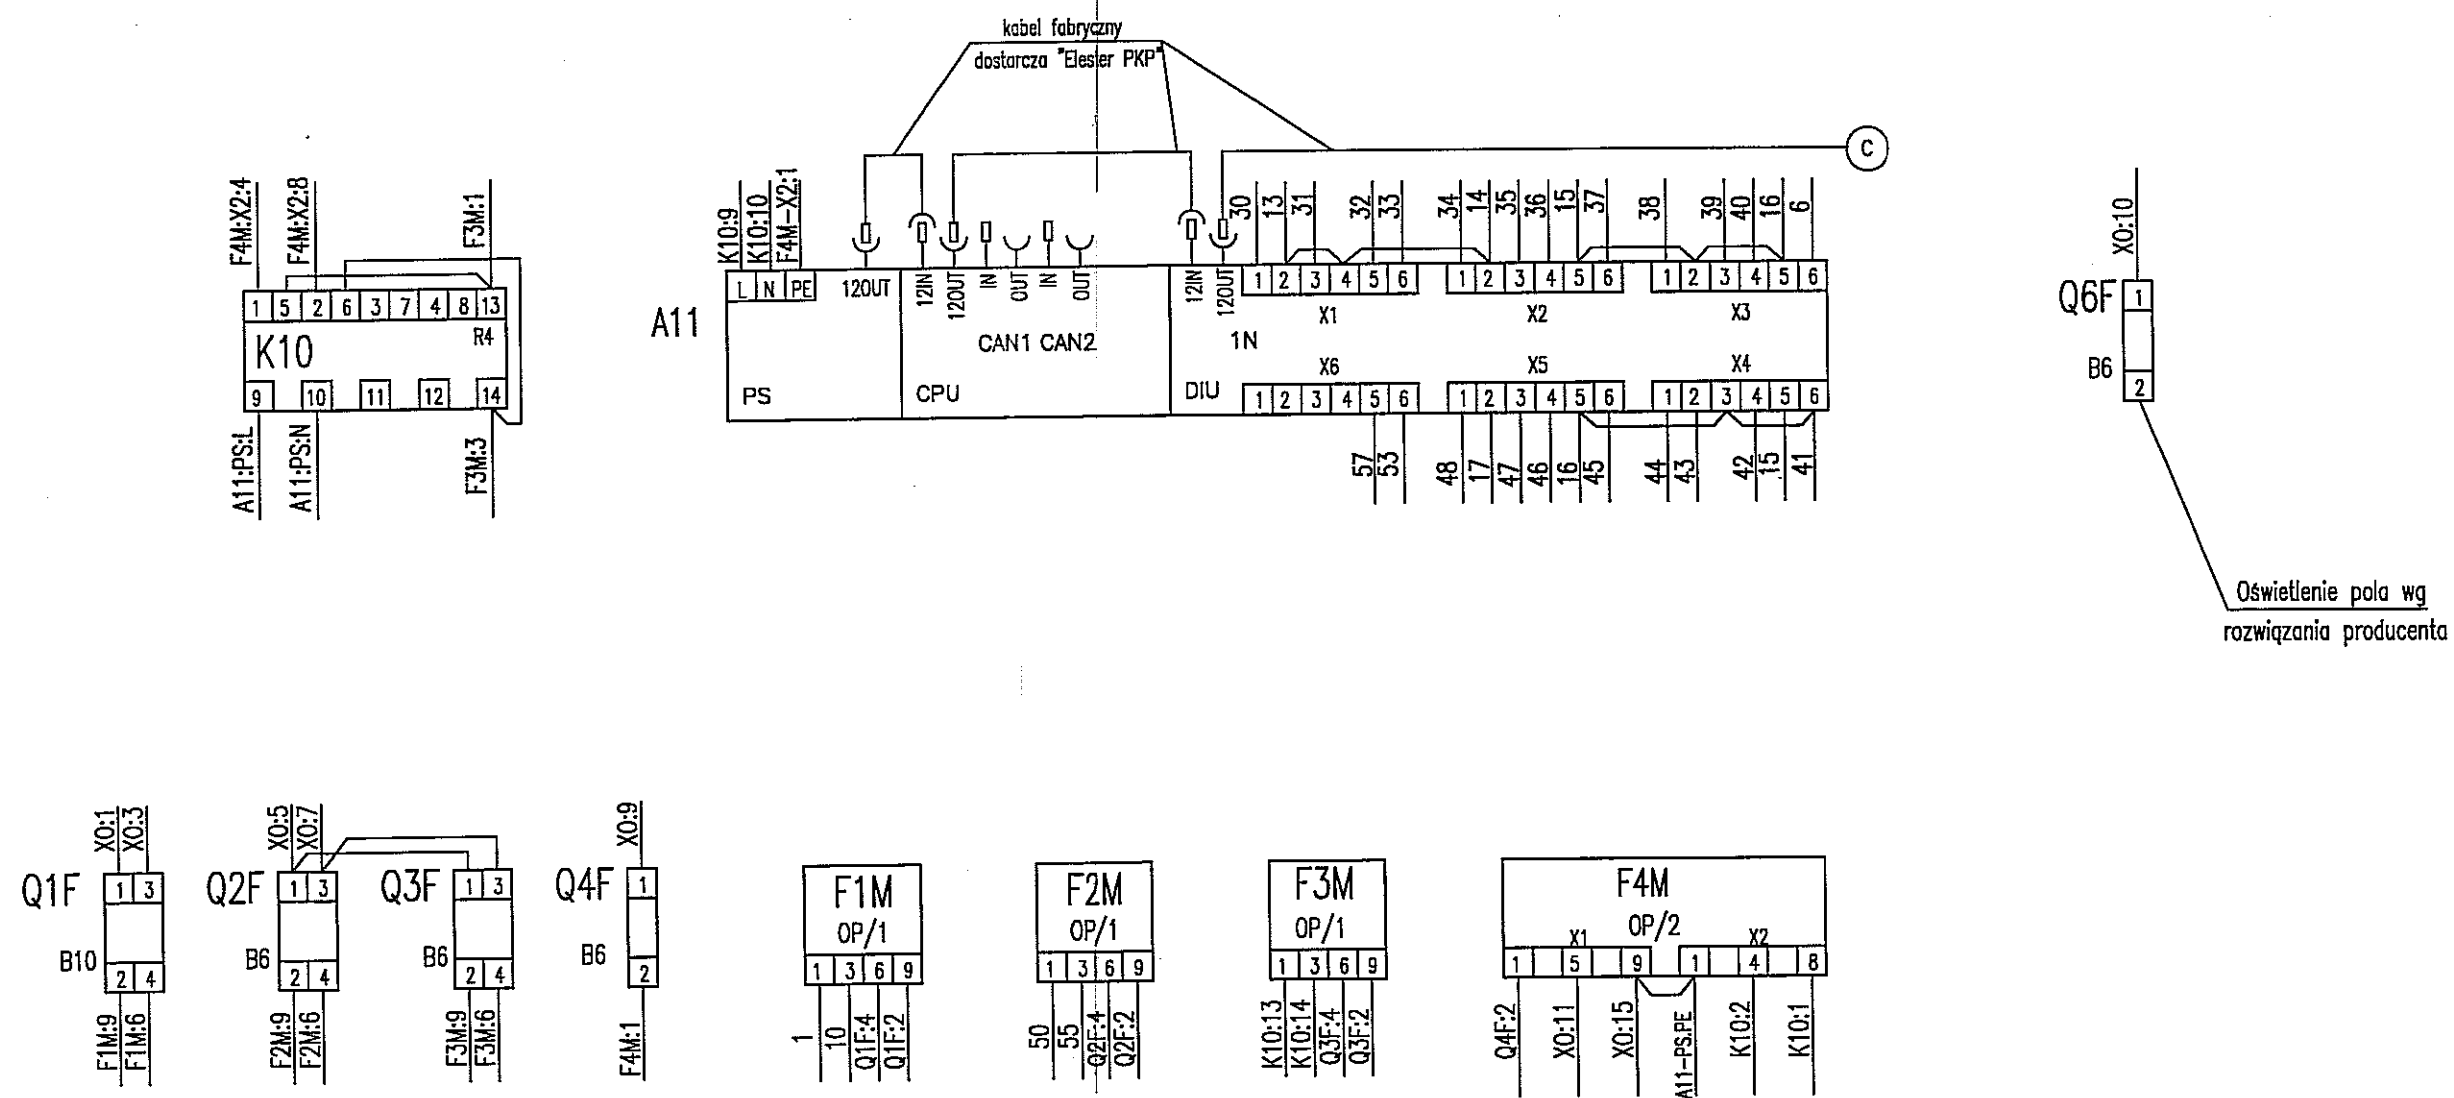 kabel fabryczny
dostarcza "Elester PKP"
C
F4M:X2:4
F4M:X2:8
F3M:1
1 5 2 6 3 7 4 8 13
K10
R4
9 10 11 12 14
A11:PS:L
A11:PS:N
F3M:3
A11
K10:9
K10:10
F4M-X2:1
L N PE
120UT
12IN
120UT
IN
OUT
IN
OUT
12IN
120UT
CAN1 CAN2
PS
CPU
DIU
1N
30 13 31 32 33
34 14 35 36 15 37
38 39 40 16 6
1 2 3 4 5 6
1 2 3 4 5 6
1 2 3 4 5 6
X1
X2
X3
X6
X5
X4
1 2 3 4 5 6
1 2 3 4 5 6
1 2 3 4 5 6
57 53
48 17 47 46 16 45
44 43 42 15 41
X0:10
Q6F
1
B6
2
Oświetlenie pola wg
rozwiązania producenta
X0:1
X0:3
Q1F
1 3
B10
2 4
F1M:9
F1M:6
X0:5
X0:7
Q2F
1 3
B6
2 4
F2M:9
F2M:6
Q3F
1 3
B6
2 4
F3M:9
F3M:6
X0:9
Q4F
1
B6
2
F4M:1
F1M
OP/1
1 3 6 9
1
10
Q1F:4
Q1F:2
F2M
OP/1
1 3 6 9
50
55
Q2F:4
Q2F:2
F3M
OP/1
1 3 6 9
K10:13
K10:14
Q3F:4
Q3F:2
F4M
OP/2
X1
X2
1 5 9 1 4 8
Q4F:2
X0:11
X0:15
A11-PS.PE
K10:2
K10:1